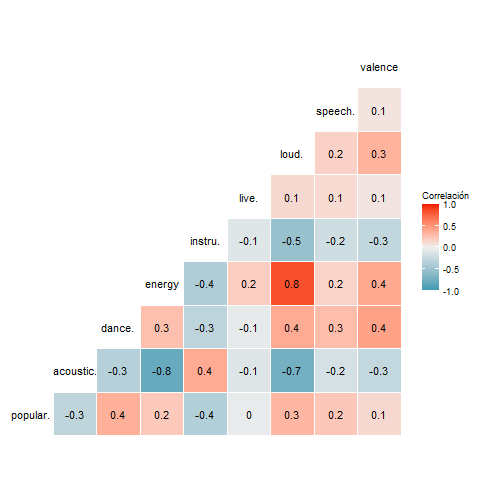 valence
speech. 0.1
loud. 0.2 0.3
live. 0.1 0.1 0.1
instru. -0.1 -0.5 -0.2 -0.3
energy -0.4 0.2 0.8 0.2 0.4
dance. 0.3 -0.3 -0.1 0.4 0.3 0.4
acoustic. -0.3 -0.8 0.4 -0.1 -0.7 -0.2 -0.3
popular. -0.3 0.4 0.2 -0.4 0 0.3 0.2 0.1
Correlación
1.0
0.5
0.0
-0.5
-1.0